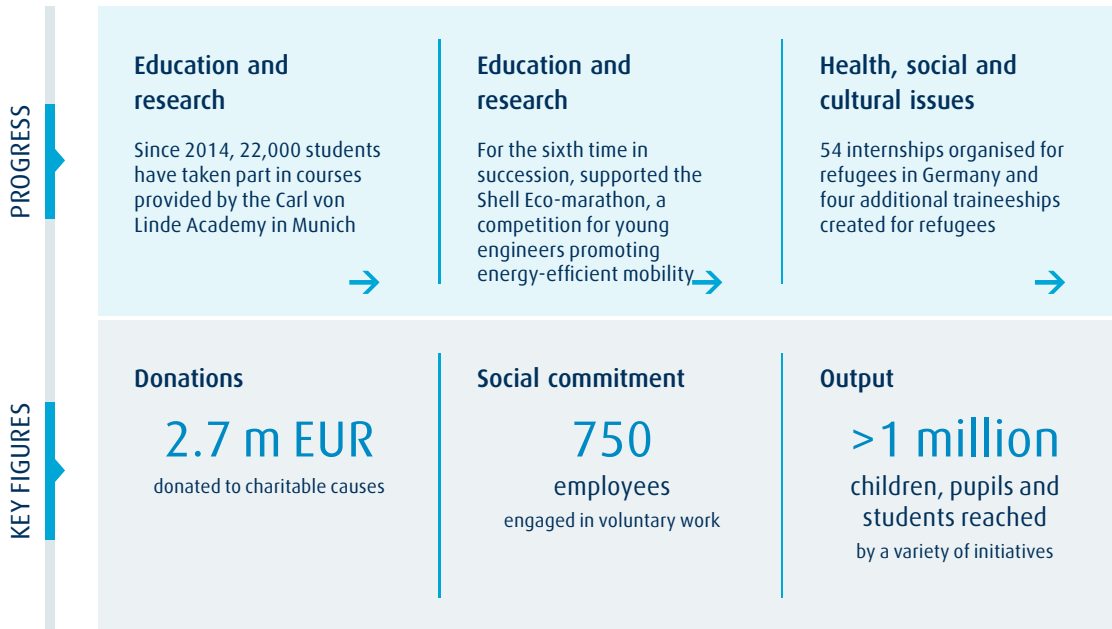 PROGRESS
Education and
research
Since 2014, 22,000 students
have taken part in courses
provided by the Carl von
Linde Academy in Munich
Education and
research
For the sixth time in
succession, supported the
Shell Eco-marathon, a
competition for young
engineers promoting
energy-efficient mobility
Health, social and
cultural issues
54 internships organised for
refugees in Germany and
four additional traineeships
created for refugees
KEY FIGURES
Donations
2.7 m EUR
donated to charitable causes
Social commitment
750
employees
engaged in voluntary work
Output
>1 million
children, pupils and
students reached
by a variety of initiatives